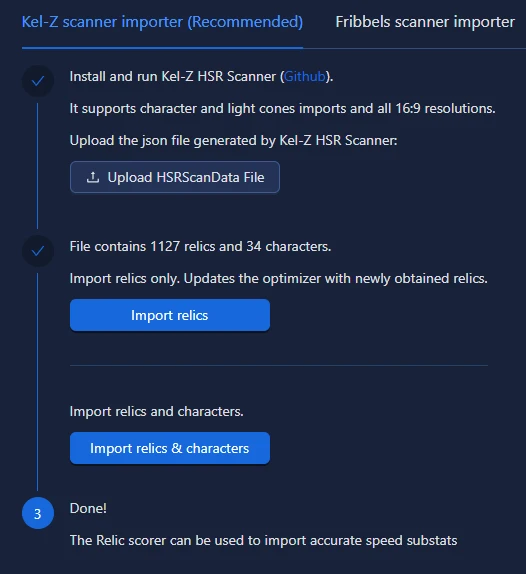 Kel-Z scanner importer (Recommended)
Fribbels scanner importer
Install and run Kel-Z HSR Scanner (Github).
It supports character and light cones imports and all 16:9 resolutions.
Upload the json file generated by Kel-Z HSR Scanner:
Upload HSRScanData File
File contains 1127 relics and 34 characters.
Import relics only. Updates the optimizer with newly obtained relics.
Import relics
Import relics and characters.
Import relics & characters
3
Done!
The Relic scorer can be used to import accurate speed substats